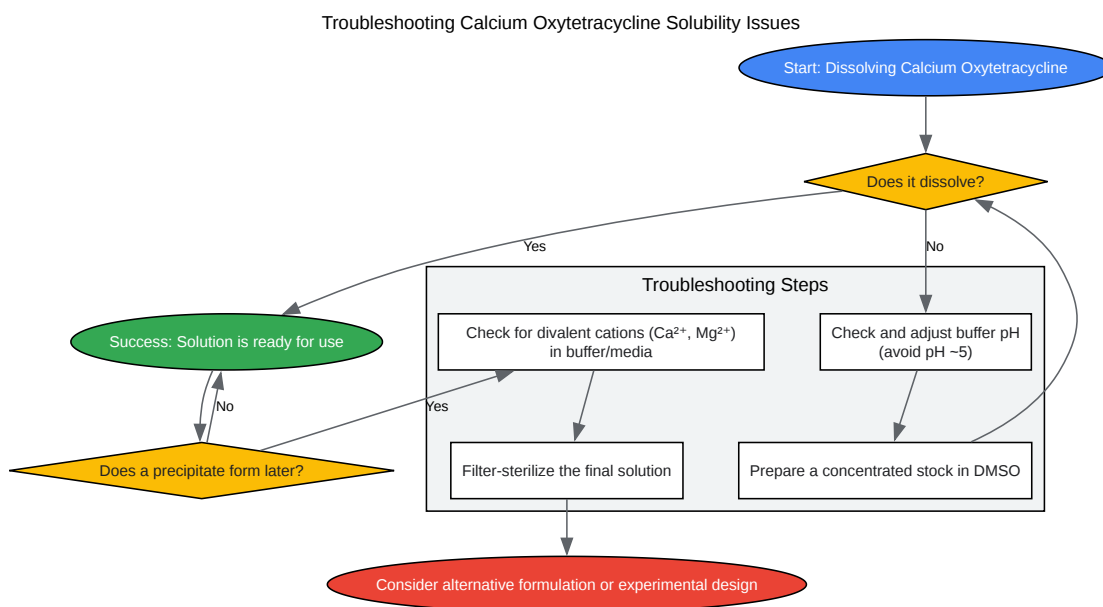 Troubleshooting Calcium Oxytetracycline Solubility Issues
Start: Dissolving Calcium Oxytetracycline
Does it dissolve?
Yes
No
Troubleshooting Steps
Success: Solution is ready for use
Check for divalent cations (Ca²⁺, Mg²⁺)
in buffer/media
Check and adjust buffer pH
(avoid pH ~5)
No
Yes
Does a precipitate form later?
Filter-sterilize the final solution
Prepare a concentrated stock in DMSO
Consider alternative formulation or experimental design